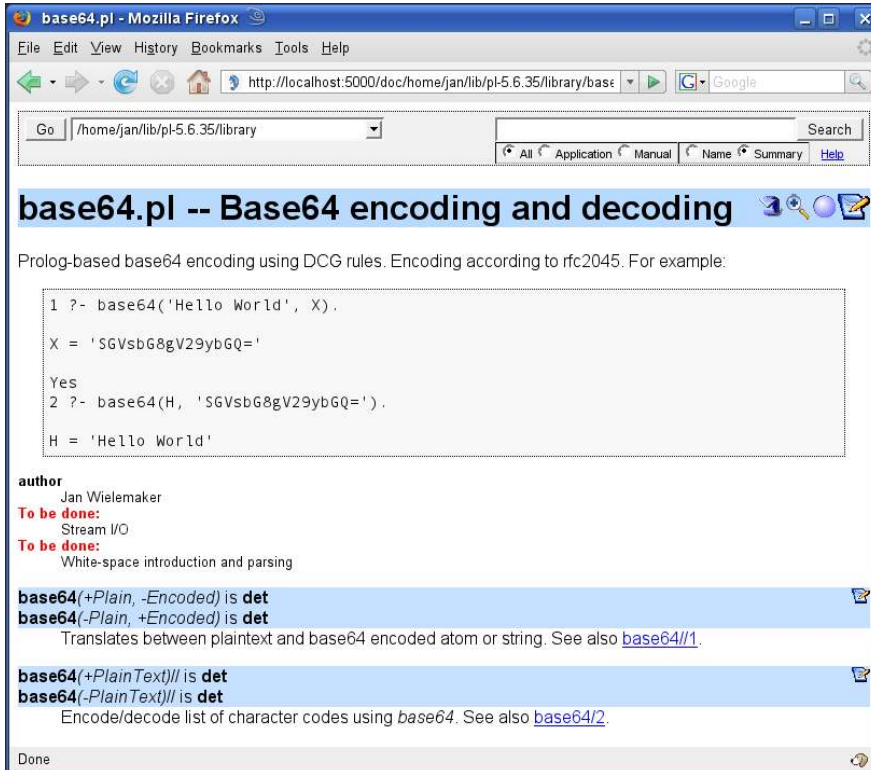 base64.pl - Mozilla Firefox
File Edit View History Bookmarks Tools Help
http://localhost:5000/doc/home/jan/lib/pl-5.6.35/library/base G Google
Go /home/jan/lib/pl-5.6.35/library Search
All Application Manual Name Summary Help
base64.pl -- Base64 encoding and decoding
Prolog-based base64 encoding using DCG rules. Encoding according to rfc2045. For example:
1 ?- base64('Hello World', X).
X = 'SGVsbG8gV29ybGQ='
Yes
2 ?- base64(H, 'SGVsbG8gV29ybGQ=').
H = 'Hello World'
author
Jan Wielemaker
To be done:
Stream I/O
To be done:
White-space introduction and parsing
base64(+Plain, -Encoded) is det
base64(-Plain, +Encoded) is det
Translates between plaintext and base64 encoded atom or string. See also base64//1.
base64(+PlainText)// is det
base64(-PlainText)// is det
Encode/decode list of character codes using base64. See also base64/2.
Done